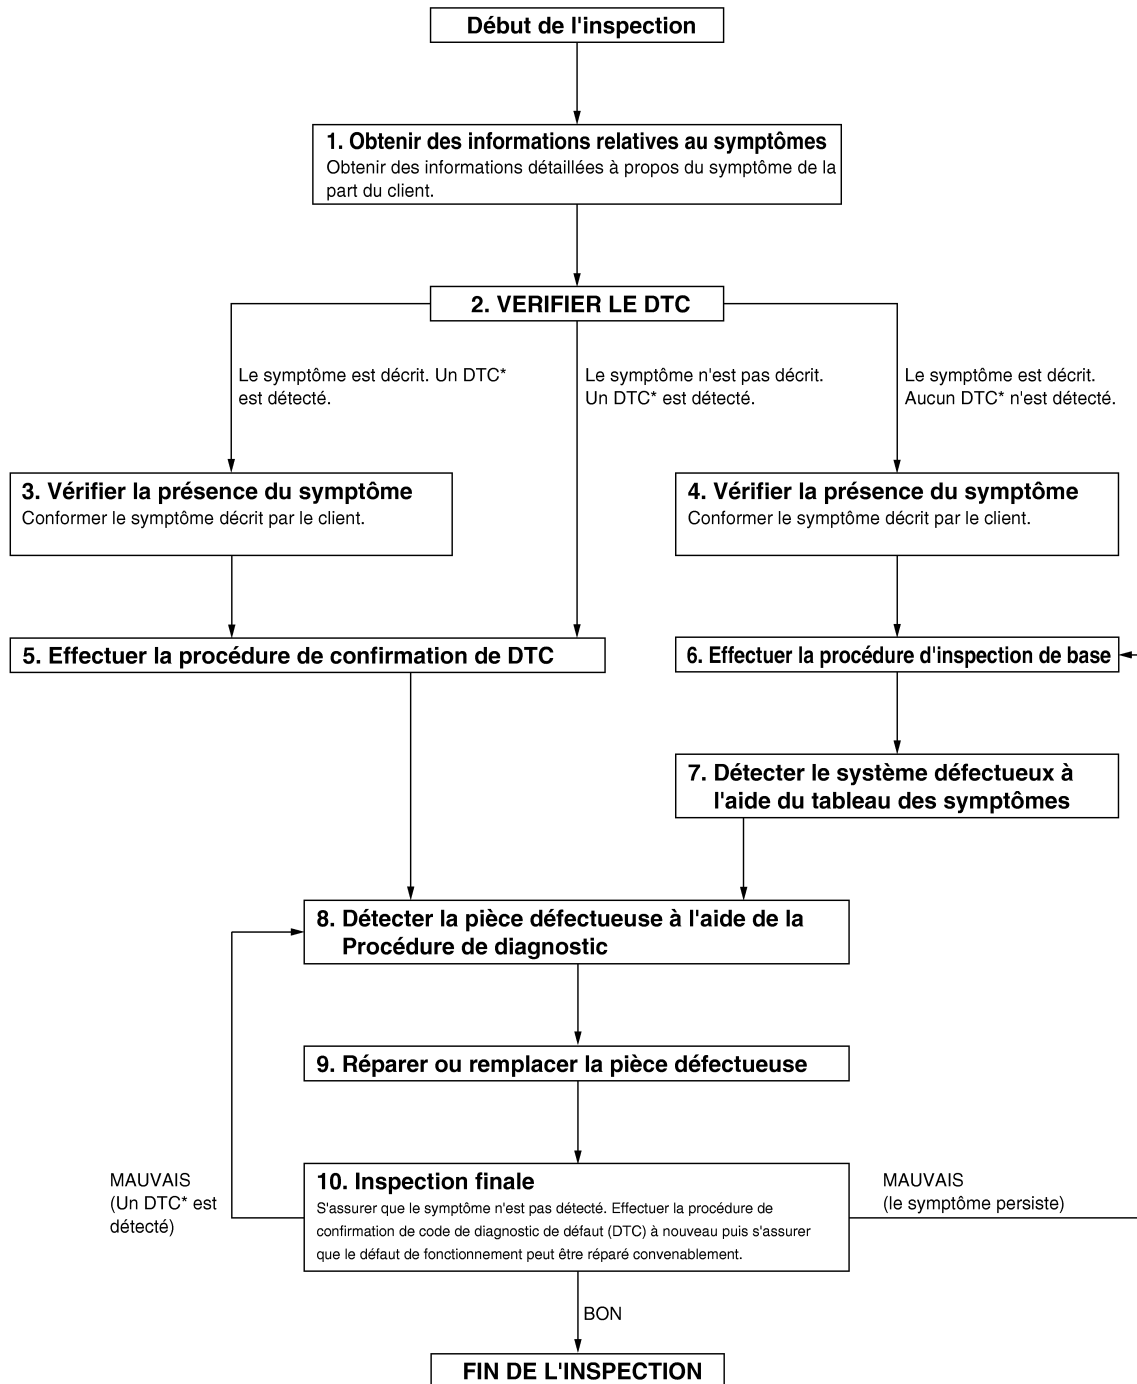 Début de l'inspection
1. Obtenir des informations relatives au symptômes
Obtenir des informations détaillées à propos du symptôme de la
part du client.
2. VERIFIER LE DTC
Le symptôme est décrit. Un DTC*
est détecté.
Le symptôme n'est pas décrit.
Un DTC* est détecté.
Le symptôme est décrit.
Aucun DTC* n'est détecté.
3. Vérifier la présence du symptôme
Conformer le symptôme décrit par le client.
4. Vérifier la présence du symptôme
Conformer le symptôme décrit par le client.
5. Effectuer la procédure de confirmation de DTC
6. Effectuer la procédure d'inspection de base
7. Détecter le système défectueux à
l'aide du tableau des symptômes
8. Détecter la pièce défectueuse à l'aide de la
Procédure de diagnostic
9. Réparer ou remplacer la pièce défectueuse
10. Inspection finale
S'assurer que le symptôme n'est pas détecté. Effectuer la procédure de
confirmation de code de diagnostic de défaut (DTC) à nouveau puis s'assurer
que le défaut de fonctionnement peut être réparé convenablement.
MAUVAIS
(Un DTC* est
détecté)
MAUVAIS
(le symptôme persiste)
BON
FIN DE L'INSPECTION